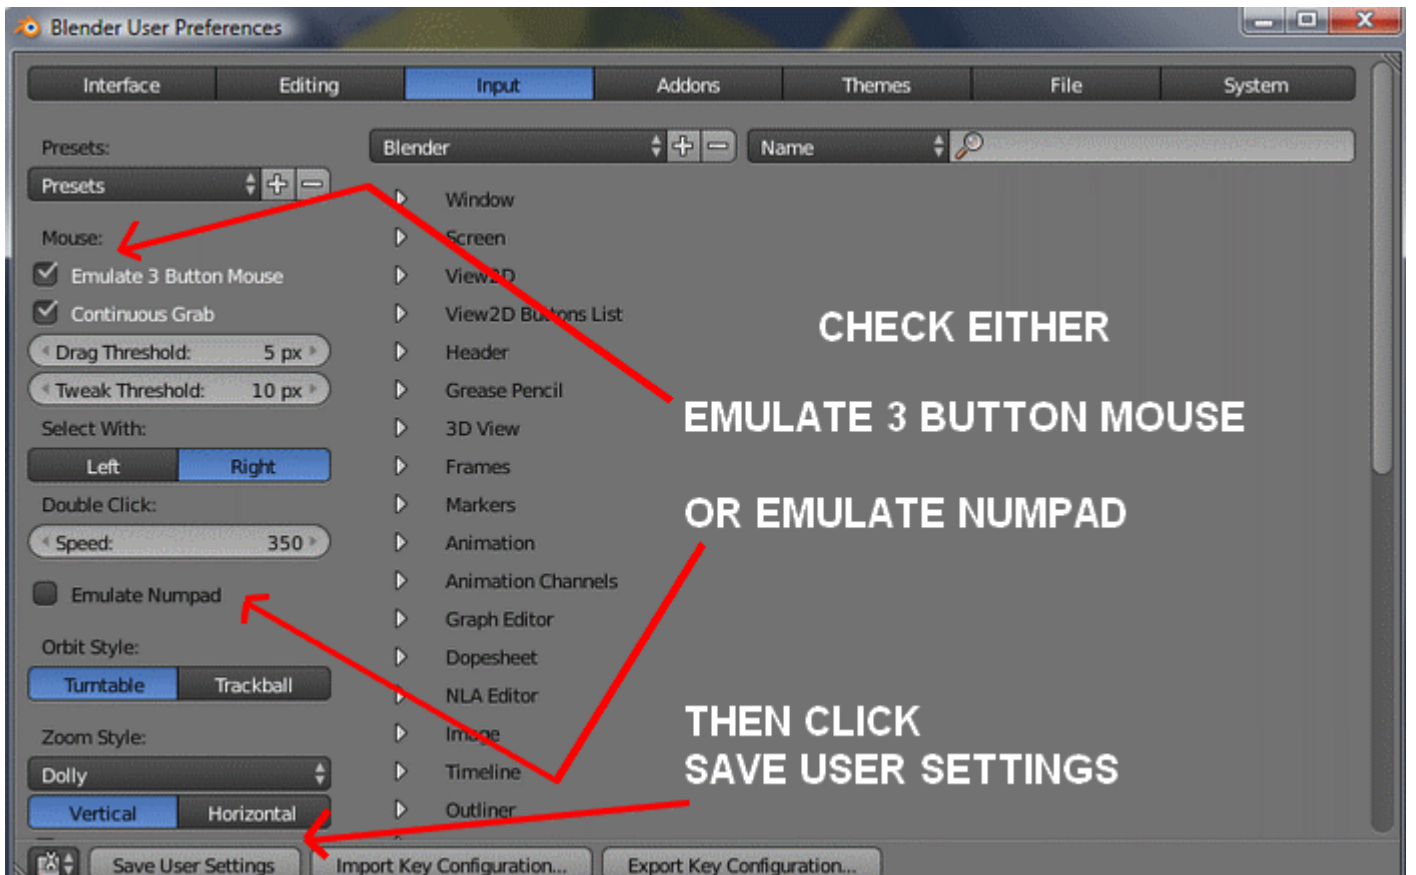 Blender User Preferences
Interface Editing Input Addons Themes File System
Presets:
Presets
Mouse:
Emulate 3 Button Mouse
Continuous Grab
Drag Threshold: 5 px
Tweak Threshold: 10 px
Select With:
Left Right
Double Click:
Speed: 350
Emulate Numpad
Orbit Style:
Turntable Trackball
Zoom Style:
Dolly
Vertical Horizontal
Blender Name
Window
Screen
View2D
View2D Buttons List
Header
Grease Pencil
3D View
Frames
Markers
Animation
Animation Channels
Graph Editor
Dopesheet
NLA Editor
Image
Timeline
Outliner
CHECK EITHER
EMULATE 3 BUTTON MOUSE
OR EMULATE NUMPAD
THEN CLICK
SAVE USER SETTINGS
Save User Settings Import Key Configuration... Export Key Configuration...